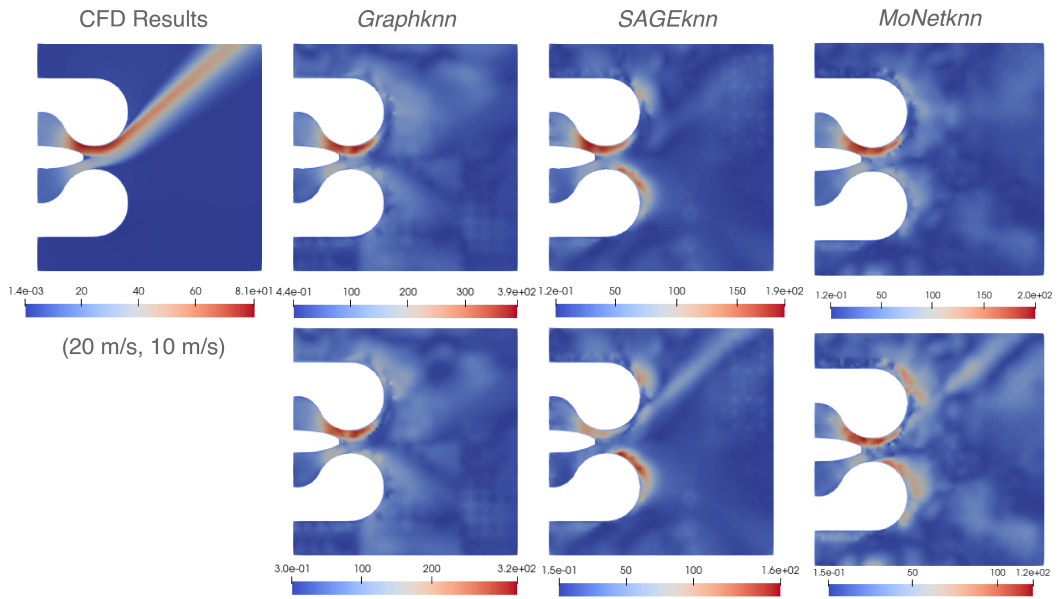 CFD Results
Graphknn
SAGEknn
MoNetknn
1.4e-03 20 40 60 8.1e+01
4.4e-01 100 200 300 3.9e+02
1.2e-01 50 100 150 1.9e+02
1.2e-01 50 100 150 2.0e+02
(20 m/s, 10 m/s)
3.0e-01 100 200 3.2e+02
1.5e-01 50 100 1.6e+02
1.5e-01 50 100 1.2e+02